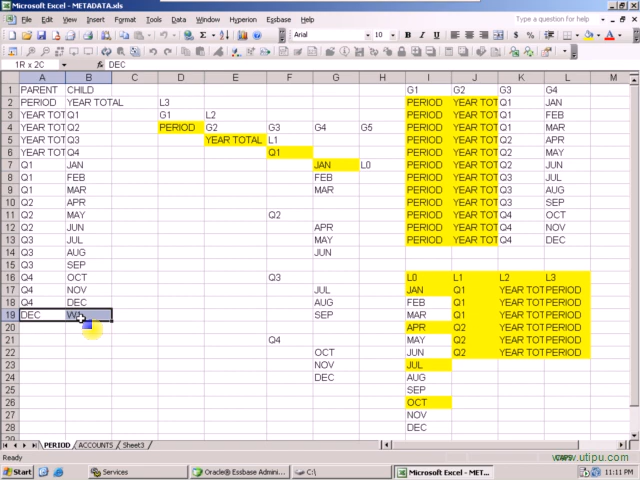 Microsoft Excel - METADATA.xls
File Edit View Insert Format Tools Data Window Hyperion Essbase Help Type a question for help
Arial 10 B I U
1R x 2C DEC
A B C D E F G H I J K L M
1 PARENT CHILD G1 G2 G3 G4
2 PERIOD YEAR TOTAL L3 PERIOD YEAR TOT Q1 JAN
3 YEAR TOT Q1 G1 L2 PERIOD YEAR TOT Q1 FEB
4 YEAR TOT Q2 PERIOD G2 G3 G4 G5 PERIOD YEAR TOT Q1 MAR
5 YEAR TOT Q3 YEAR TOTAL L1 PERIOD YEAR TOT Q2 APR
6 YEAR TOT Q4 Q1 PERIOD YEAR TOT Q2 MAY
7 Q1 JAN JAN L0 PERIOD YEAR TOT Q2 JUN
8 Q1 FEB FEB PERIOD YEAR TOT Q3 JUL
9 Q1 MAR MAR PERIOD YEAR TOT Q3 AUG
10 Q2 APR PERIOD YEAR TOT Q3 SEP
11 Q2 MAY Q2 PERIOD YEAR TOT Q4 OCT
12 Q2 JUN APR PERIOD YEAR TOT Q4 NOV
13 Q3 JUL MAY PERIOD YEAR TOT Q4 DEC
14 Q3 AUG JUN
15 Q3 SEP
16 Q4 OCT Q3 L0 L1 L2 L3
17 Q4 NOV JUL JAN Q1 YEAR TOT PERIOD
18 Q4 DEC AUG FEB Q1 YEAR TOT PERIOD
19 DEC SEP MAR Q1 YEAR TOT PERIOD
20 APR Q2 YEAR TOT PERIOD
21 Q4 MAY Q2 YEAR TOT PERIOD
22 OCT JUN Q2 YEAR TOT PERIOD
23 NOV JUL
24 DEC AUG
25 SEP
26 OCT
27 NOV
28 DEC
PERIOD ACCOUNTS Sheet3
Ready CAPS
www.utipu.com
Start Services Oracle® Essbase Admini... C:\ Microsoft Excel - MET... 11:11 PM